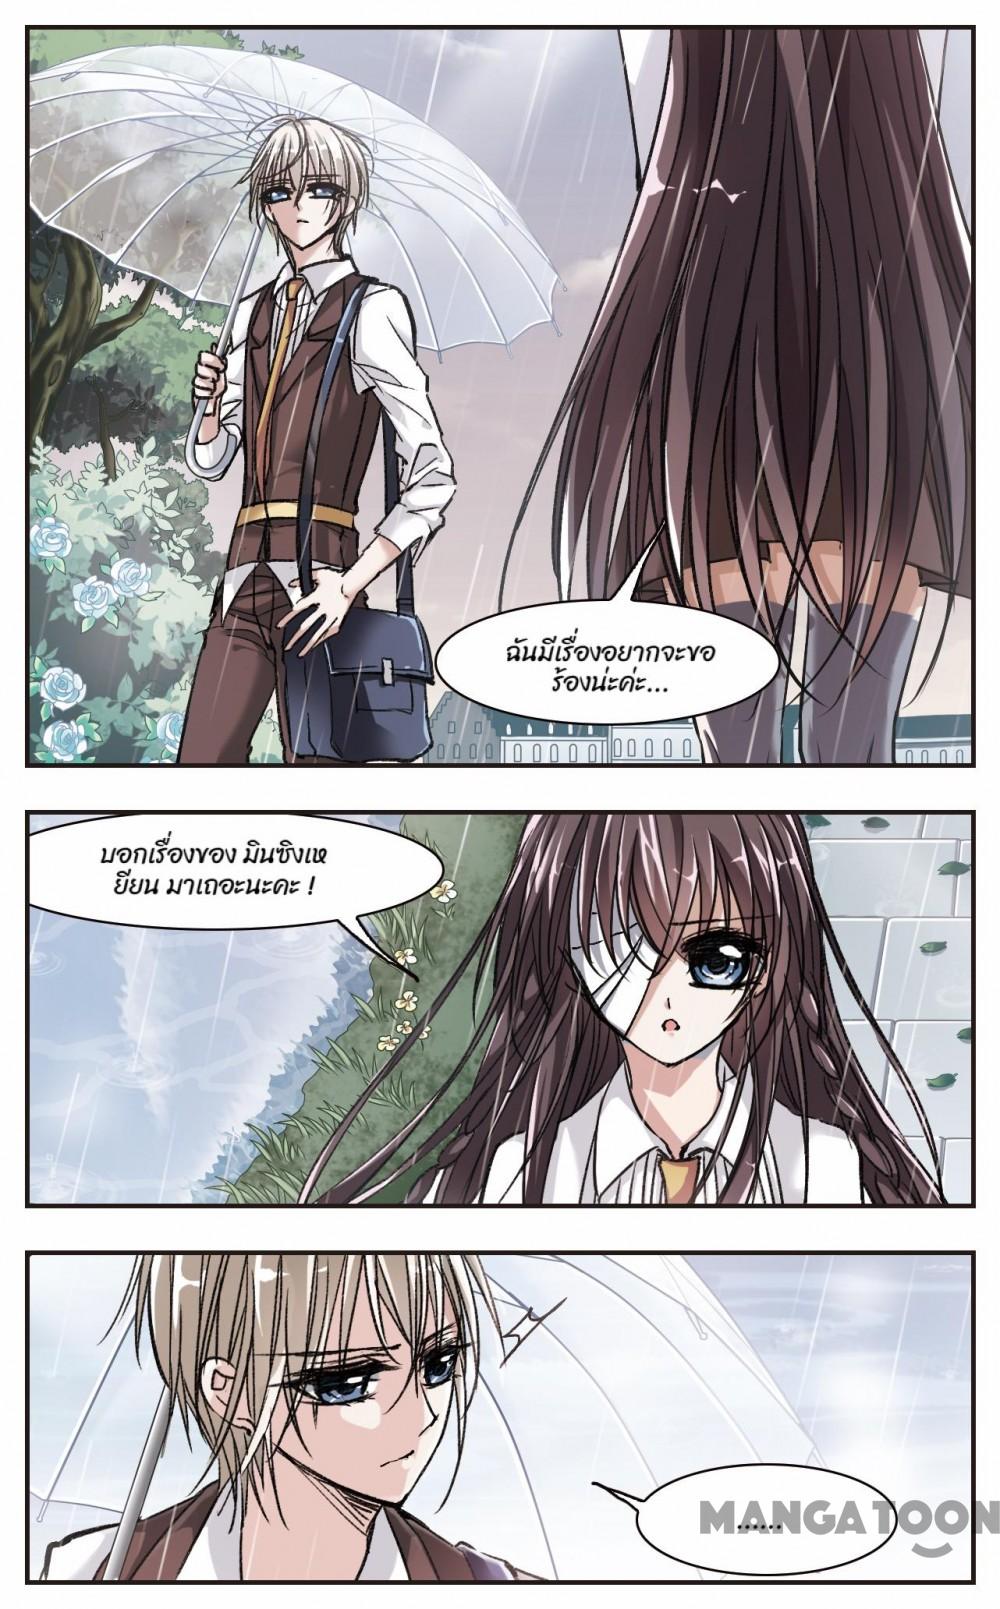 ฉันมีเรื่องอยากจะขอ
ร้องน่ะค่ะ...
บอกเรื่องของ มินซิงเห
ยียน มาเถอะนะคะ !
......
MANGATOON